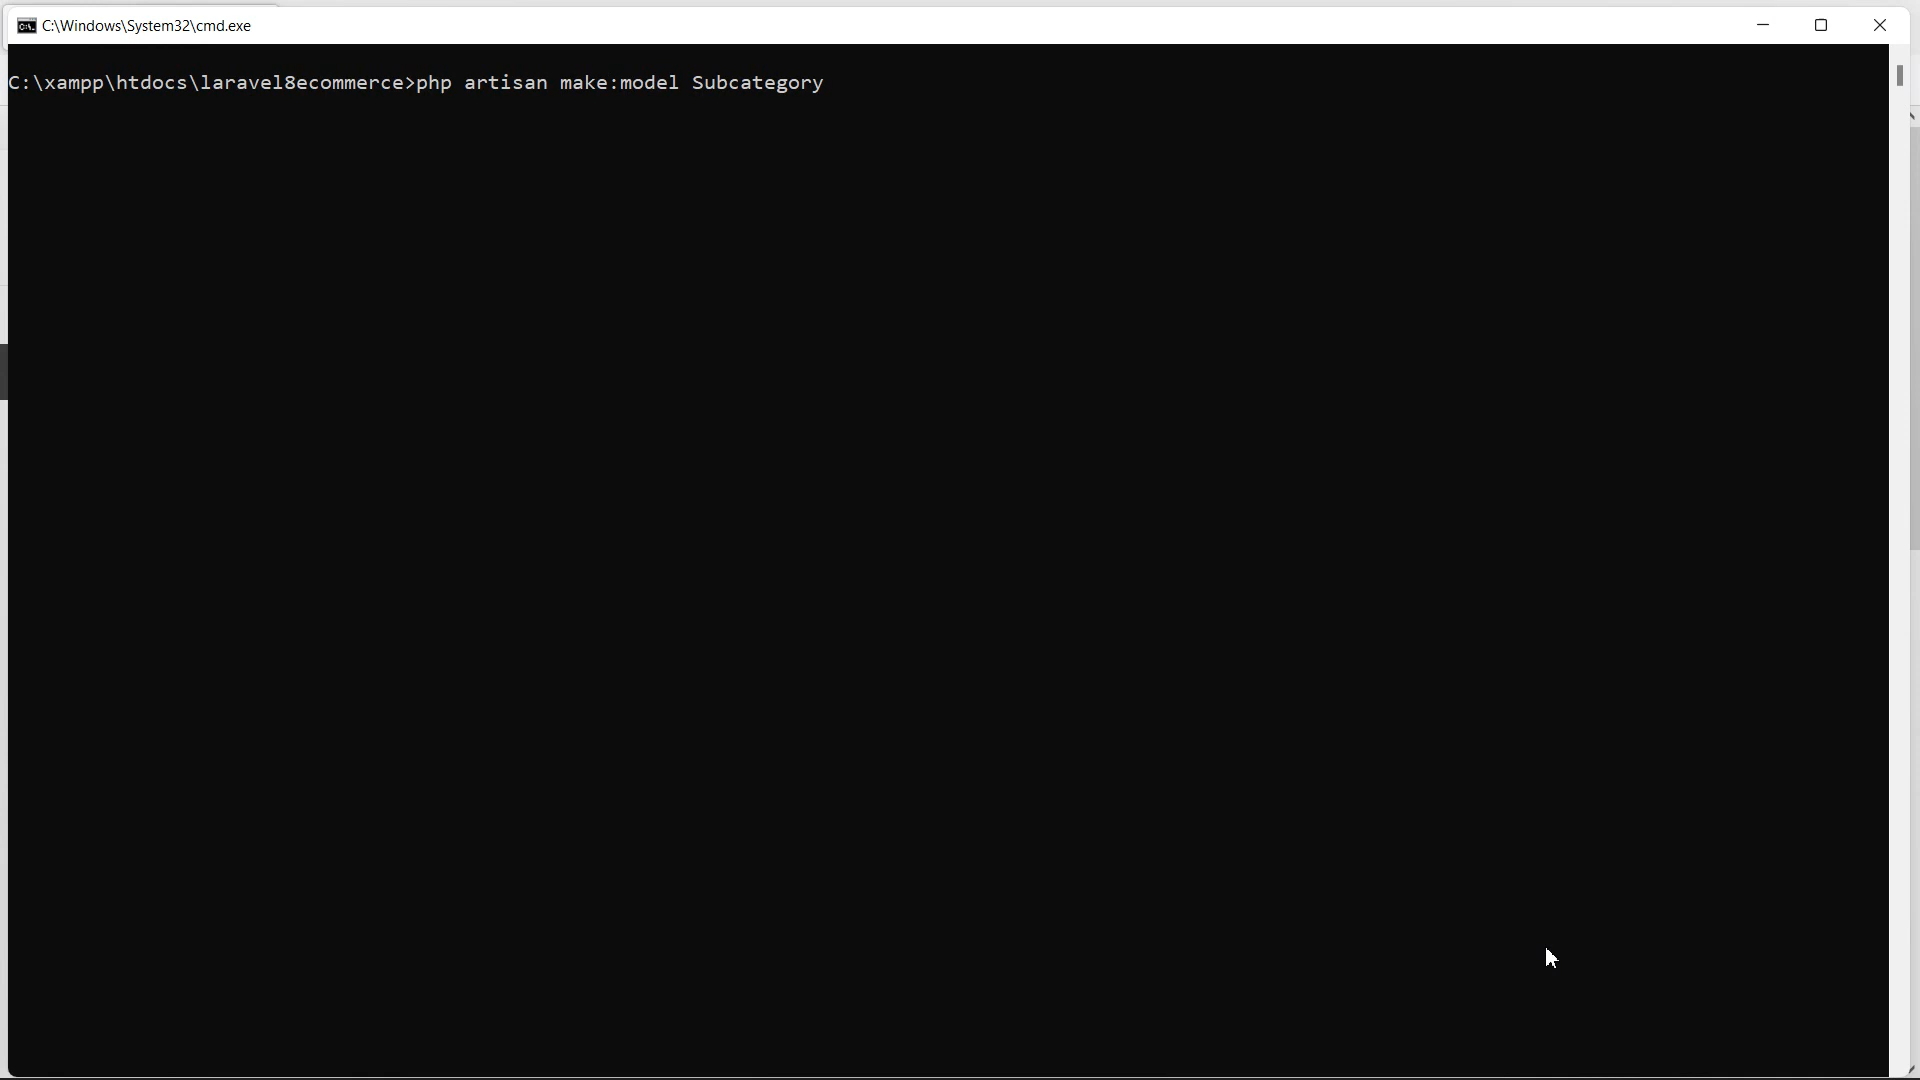 C:\Windows\System32\cmd.exe
C:\xampp\htdocs\laravel8ecommerce>php artisan make:model Subcategory